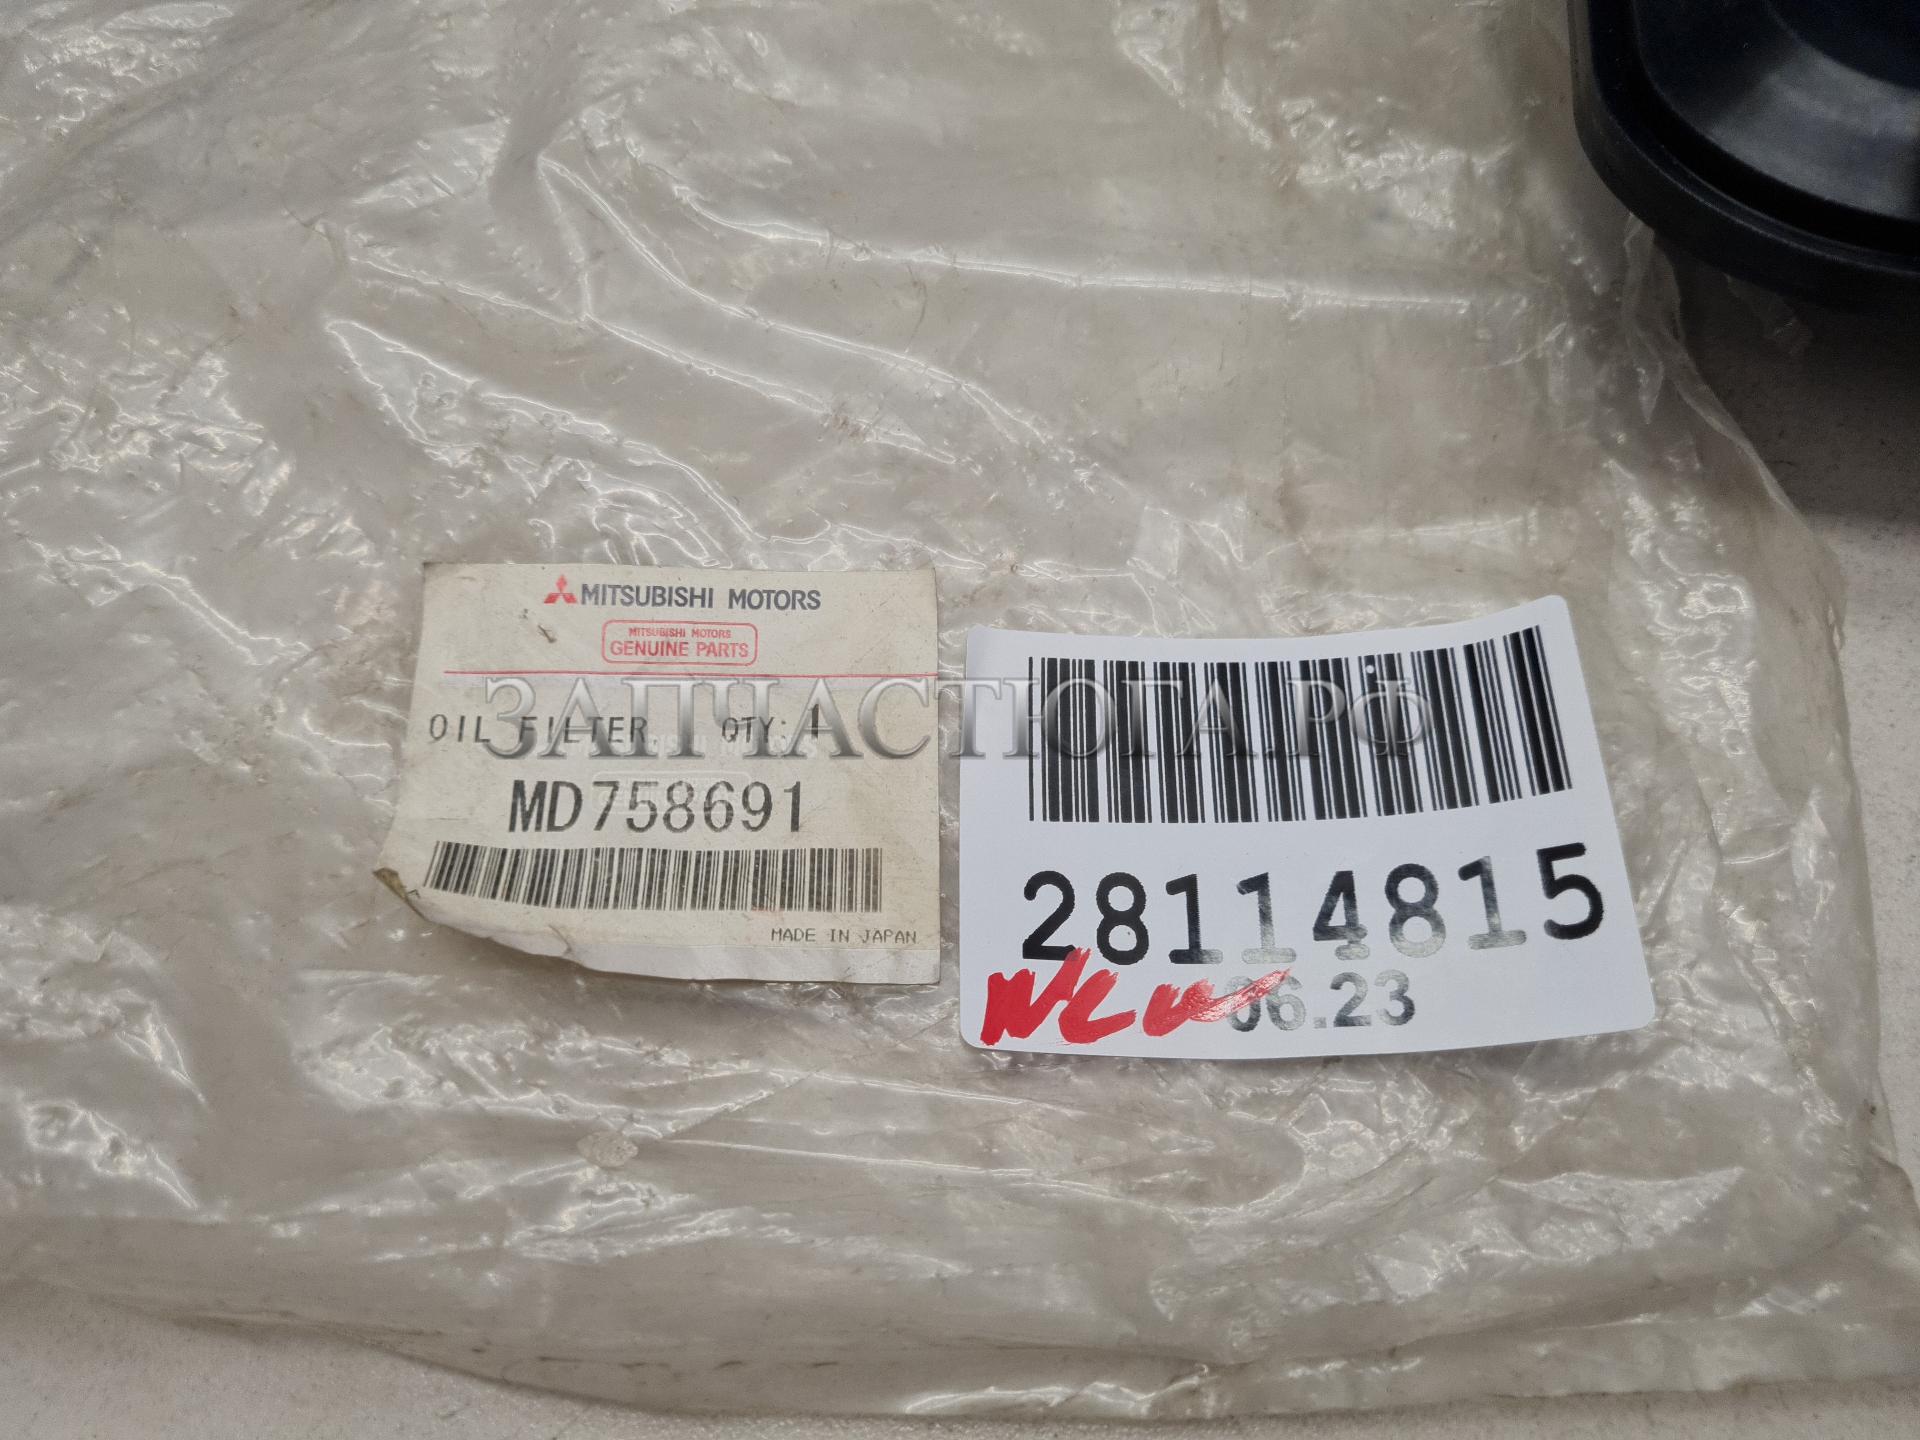 MITSUBISHI MOTORS
MITSUBISHI MOTORS
GENUINE PARTS
ЗАПЧАСТЮГА.РФ
OIL FILTER QTY: 1
MD758691
MADE IN JAPAN
28114815
New 06.23